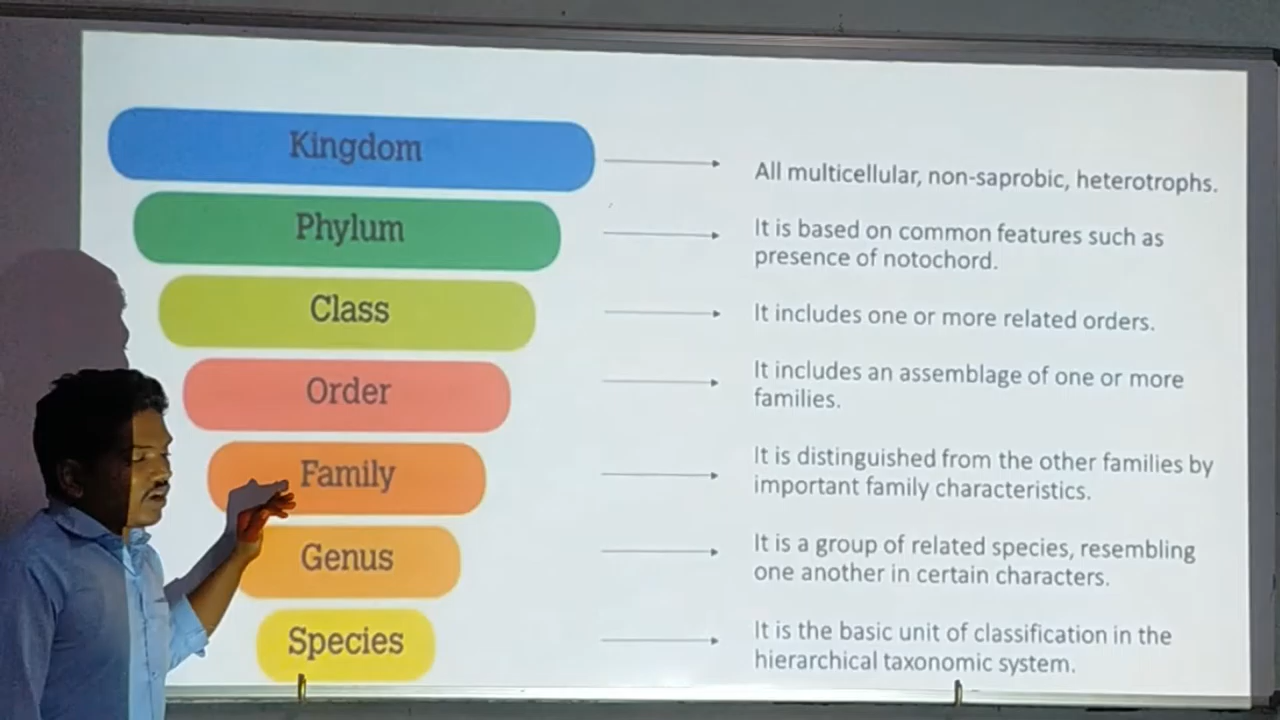 Kingdom
All multicellular, non-saprobic, heterotrophs.
Phylum
It is based on common features such as
presence of notochord.
Class
It includes one or more related orders.
Order
It includes an assemblage of one or more
families.
Family
It is distinguished from the other families by
important family characteristics.
Genus
It is a group of related species, resembling
one another in certain characters.
Species
It is the basic unit of classification in the
hierarchical taxonomic system.